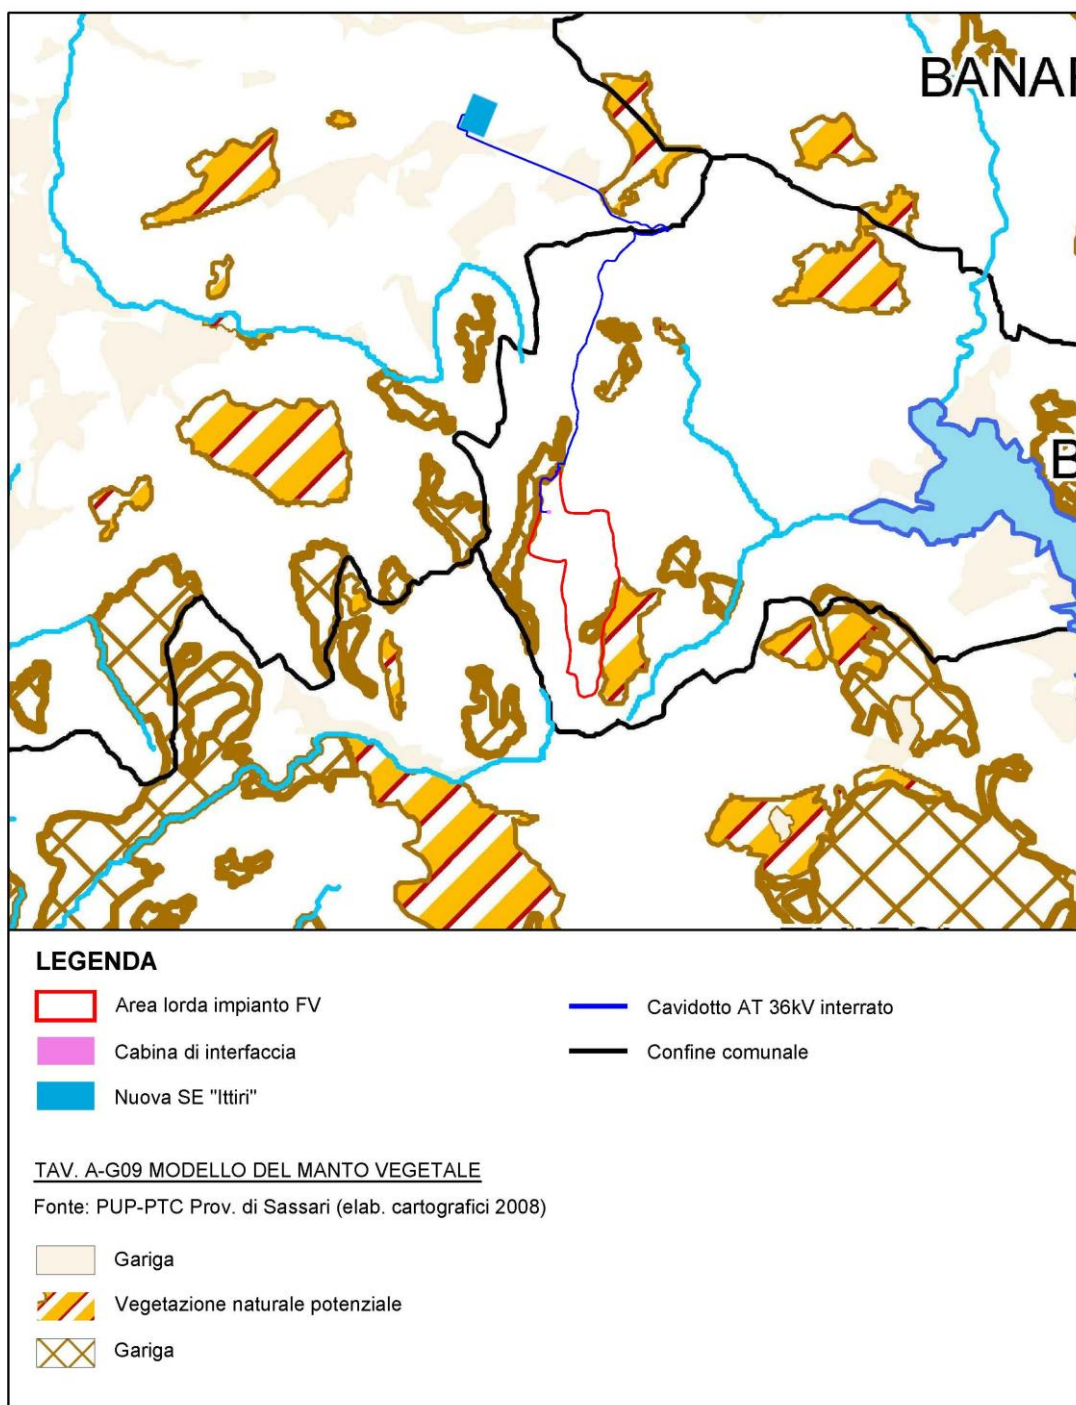 BANAR
B
LEGENDA
Area lorda impianto FV
Cavidotto AT 36kV interrato
Cabina di interfaccia
Confine comunale
Nuova SE "Ittiri"
TAV. A-G09 MODELLO DEL MANTO VEGETALE
Fonte: PUP-PTC Prov. di Sassari (elab. cartografici 2008)
Gariga
Vegetazione naturale potenziale
Gariga